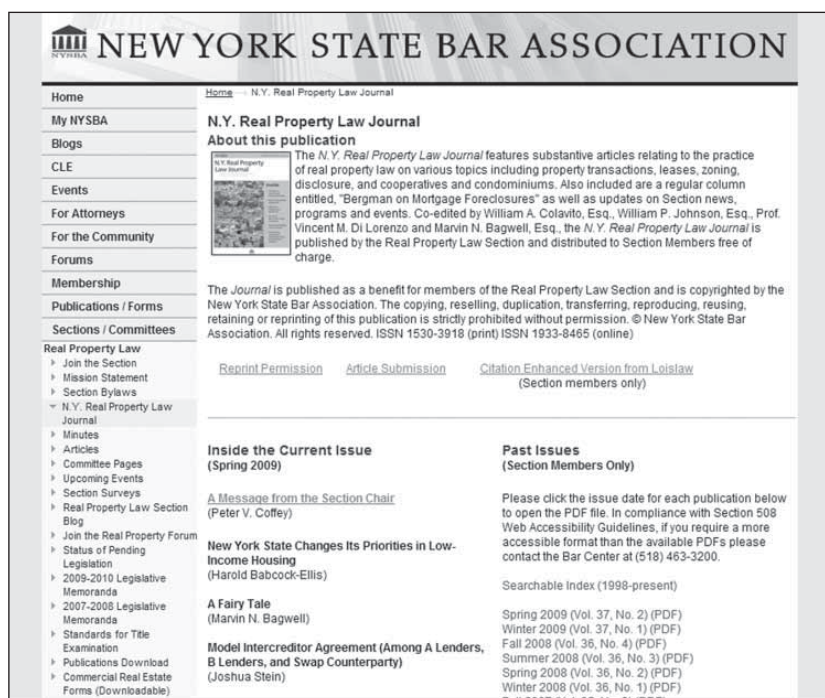 NYSBA
NEW YORK STATE BAR ASSOCIATION
Home
My NYSBA
Blogs
CLE
Events
For Attorneys
For the Community
Forums
Membership
Publications / Forms
Sections / Committees
Real Property Law
Join the Section
Mission Statement
Section Bylaws
N.Y. Real Property Law
Journal
Minutes
Articles
Committee Pages
Upcoming Events
Section Surveys
Real Property Law Section
Blog
Join the Real Property Forum
Status of Pending
Legislation
2009-2010 Legislative
Memoranda
2007-2008 Legislative
Memoranda
Standards for Title
Examination
Publications Download
Commercial Real Estate
Forms (Downloadable)
Home → N.Y. Real Property Law Journal
N.Y. Real Property Law Journal
About this publication
N.Y. Real Property
Law Journal
The N.Y. Real Property Law Journal features substantive articles relating to the practice
of real property law on various topics including property transactions, leases, zoning,
disclosure, and cooperatives and condominiums. Also included are a regular column
entitled, "Bergman on Mortgage Foreclosures" as well as updates on Section news,
programs and events. Co-edited by William A. Colavito, Esq., William P. Johnson, Esq., Prof.
Vincent M. Di Lorenzo and Marvin N. Bagwell, Esq., the N.Y. Real Property Law Journal is
published by the Real Property Law Section and distributed to Section Members free of
charge.
The Journal is published as a benefit for members of the Real Property Law Section and is copyrighted by the
New York State Bar Association. The copying, reselling, duplication, transferring, reproducing, reusing,
retaining or reprinting of this publication is strictly prohibited without permission. © New York State Bar
Association. All rights reserved. ISSN 1530-3918 (print) ISSN 1933-8465 (online)
Reprint Permission Article Submission Citation Enhanced Version from Loislaw
(Section members only)
Inside the Current Issue
(Spring 2009)
A Message from the Section Chair
(Peter V. Coffey)
New York State Changes Its Priorities in Low-
Income Housing
(Harold Babcock-Ellis)
A Fairy Tale
(Marvin N. Bagwell)
Model Intercreditor Agreement (Among A Lenders,
B Lenders, and Swap Counterparty)
(Joshua Stein)
Past Issues
(Section Members Only)
Please click the issue date for each publication below
to open the PDF file. In compliance with Section 508
Web Accessibility Guidelines, if you require a more
accessible format than the available PDFs please
contact the Bar Center at (518) 463-3200.
Searchable Index (1998-present)
Spring 2009 (Vol. 37, No. 2) (PDF)
Winter 2009 (Vol. 37, No. 1) (PDF)
Fall 2008 (Vol. 36, No. 4) (PDF)
Summer 2008 (Vol. 36, No. 3) (PDF)
Spring 2008 (Vol. 36, No. 2) (PDF)
Winter 2008 (Vol. 36, No. 1) (PDF)